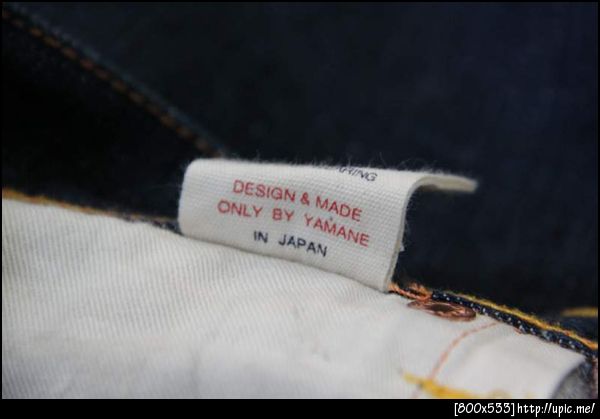 DESIGN & MADE
ONLY BY YAMANE
IN JAPAN
[800x533]http://upic.me/